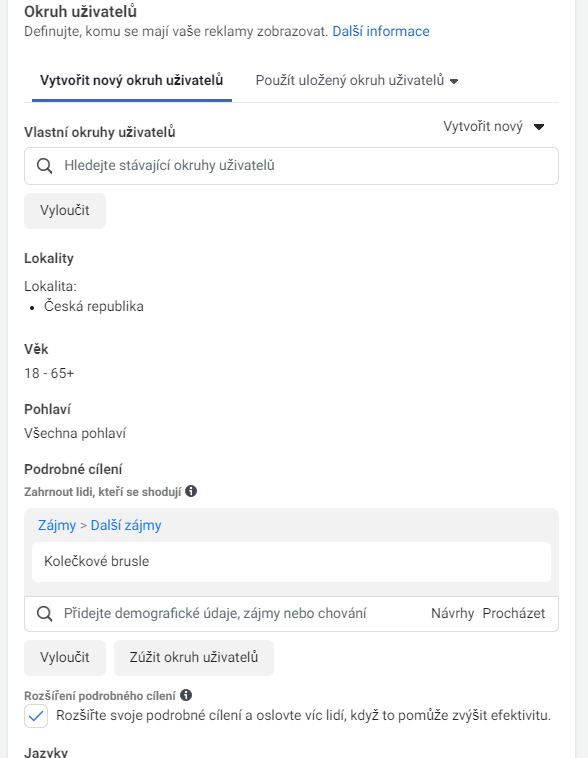 Okruh uživatelů
Definujte, komu se mají vaše reklamy zobrazovat. Další informace
Vytvořit nový okruh uživatelů
Použít uložený okruh uživatelů
Vlastní okruhy uživatelů
Vytvořit nový
Hledejte stávající okruhy uživatelů
Vyloučit
Lokality
Lokalita:
• Česká republika
Věk
18 - 65+
Pohlaví
Všechna pohlaví
Podrobné cílení
Zahrnout lidi, kteří se shodují
Zájmy > Další zájmy
Kolečkové brusle
Přidejte demografické údaje, zájmy nebo chování
Návrhy Procházet
Vyloučit
Zúžit okruh uživatelů
Rozšíření podrobného cílení
Rozšiřte svoje podrobné cílení a oslovte víc lidí, když to pomůže zvýšit efektivitu.
Jazyky